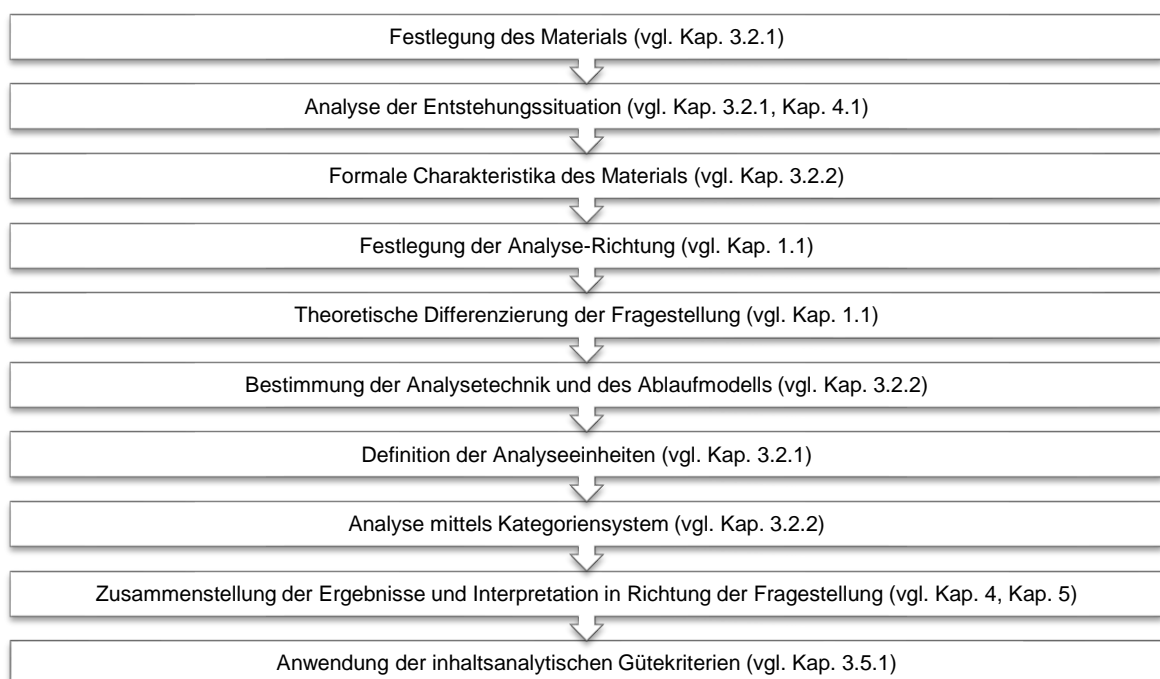 Festlegung des Materials (vgl. Kap. 3.2.1)
Analyse der Entstehungssituation (vgl. Kap. 3.2.1, Kap. 4.1)
Formale Charakteristika des Materials (vgl. Kap. 3.2.2)
Festlegung der Analyse-Richtung (vgl. Kap. 1.1)
Theoretische Differenzierung der Fragestellung (vgl. Kap. 1.1)
Bestimmung der Analysetechnik und des Ablaufmodells (vgl. Kap. 3.2.2)
Definition der Analyseeinheiten (vgl. Kap. 3.2.1)
Analyse mittels Kategoriensystem (vgl. Kap. 3.2.2)
Zusammenstellung der Ergebnisse und Interpretation in Richtung der Fragestellung (vgl. Kap. 4, Kap. 5)
Anwendung der inhaltsanalytischen Gütekriterien (vgl. Kap. 3.5.1)